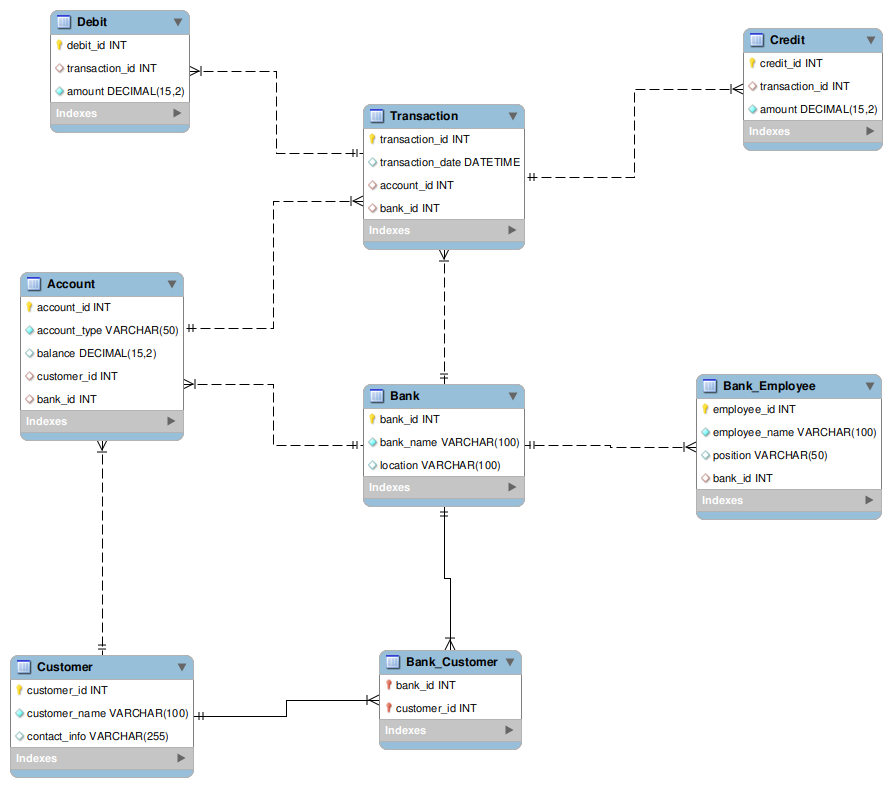 Debit
debit_id INT
transaction_id INT
amount DECIMAL(15,2)
Indexes
Credit
credit_id INT
transaction_id INT
amount DECIMAL(15,2)
Indexes
Transaction
transaction_id INT
transaction_date DATETIME
account_id INT
bank_id INT
Indexes
Account
account_id INT
account_type VARCHAR(50)
balance DECIMAL(15,2)
customer_id INT
bank_id INT
Indexes
Bank
bank_id INT
bank_name VARCHAR(100)
location VARCHAR(100)
Indexes
Bank_Employee
employee_id INT
employee_name VARCHAR(100)
position VARCHAR(50)
bank_id INT
Indexes
Customer
customer_id INT
customer_name VARCHAR(100)
contact_info VARCHAR(255)
Indexes
Bank_Customer
bank_id INT
customer_id INT
Indexes